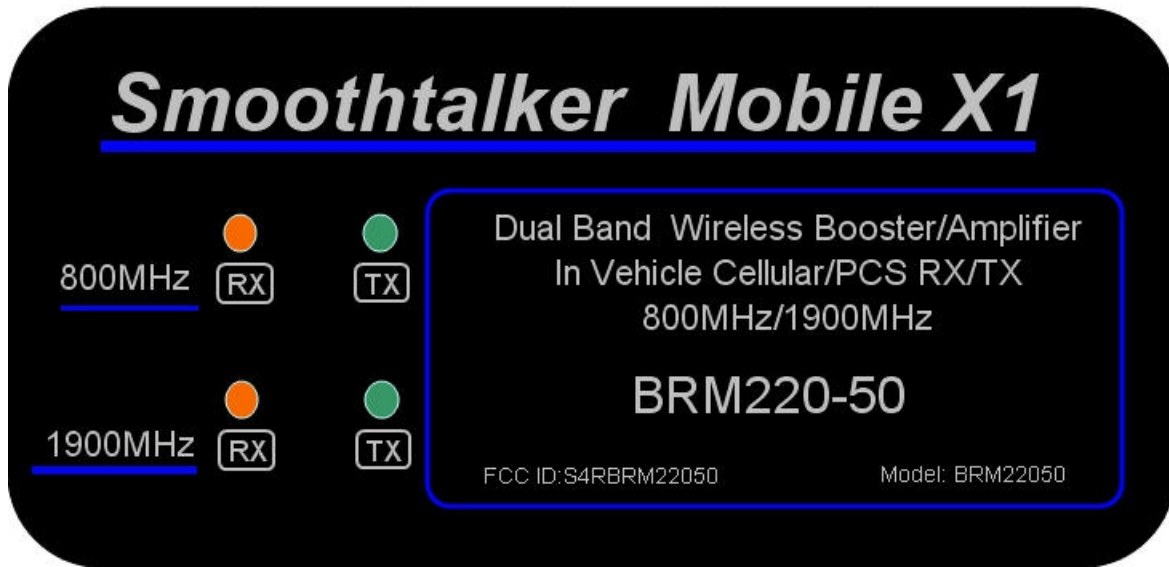 Smoothtalker Mobile X1
800MHz RX TX
1900MHz RX TX
Dual Band Wireless Booster/Amplifier
In Vehicle Cellular/PCS RX/TX
800MHz/1900MHz
BRM220-50
FCC ID:S4RBRM22050 Model: BRM22050